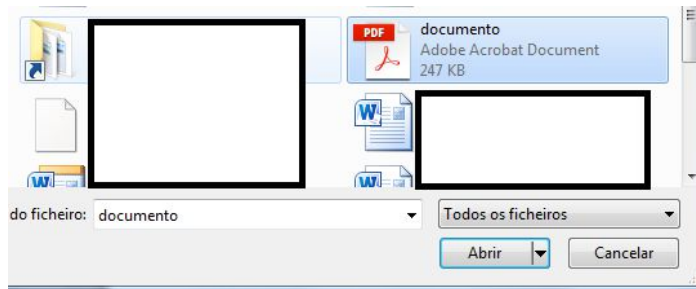 PDF
documento
Adobe Acrobat Document
247 KB
W
W
W
do ficheiro: documento
Todos os ficheiros
Abrir
Cancelar